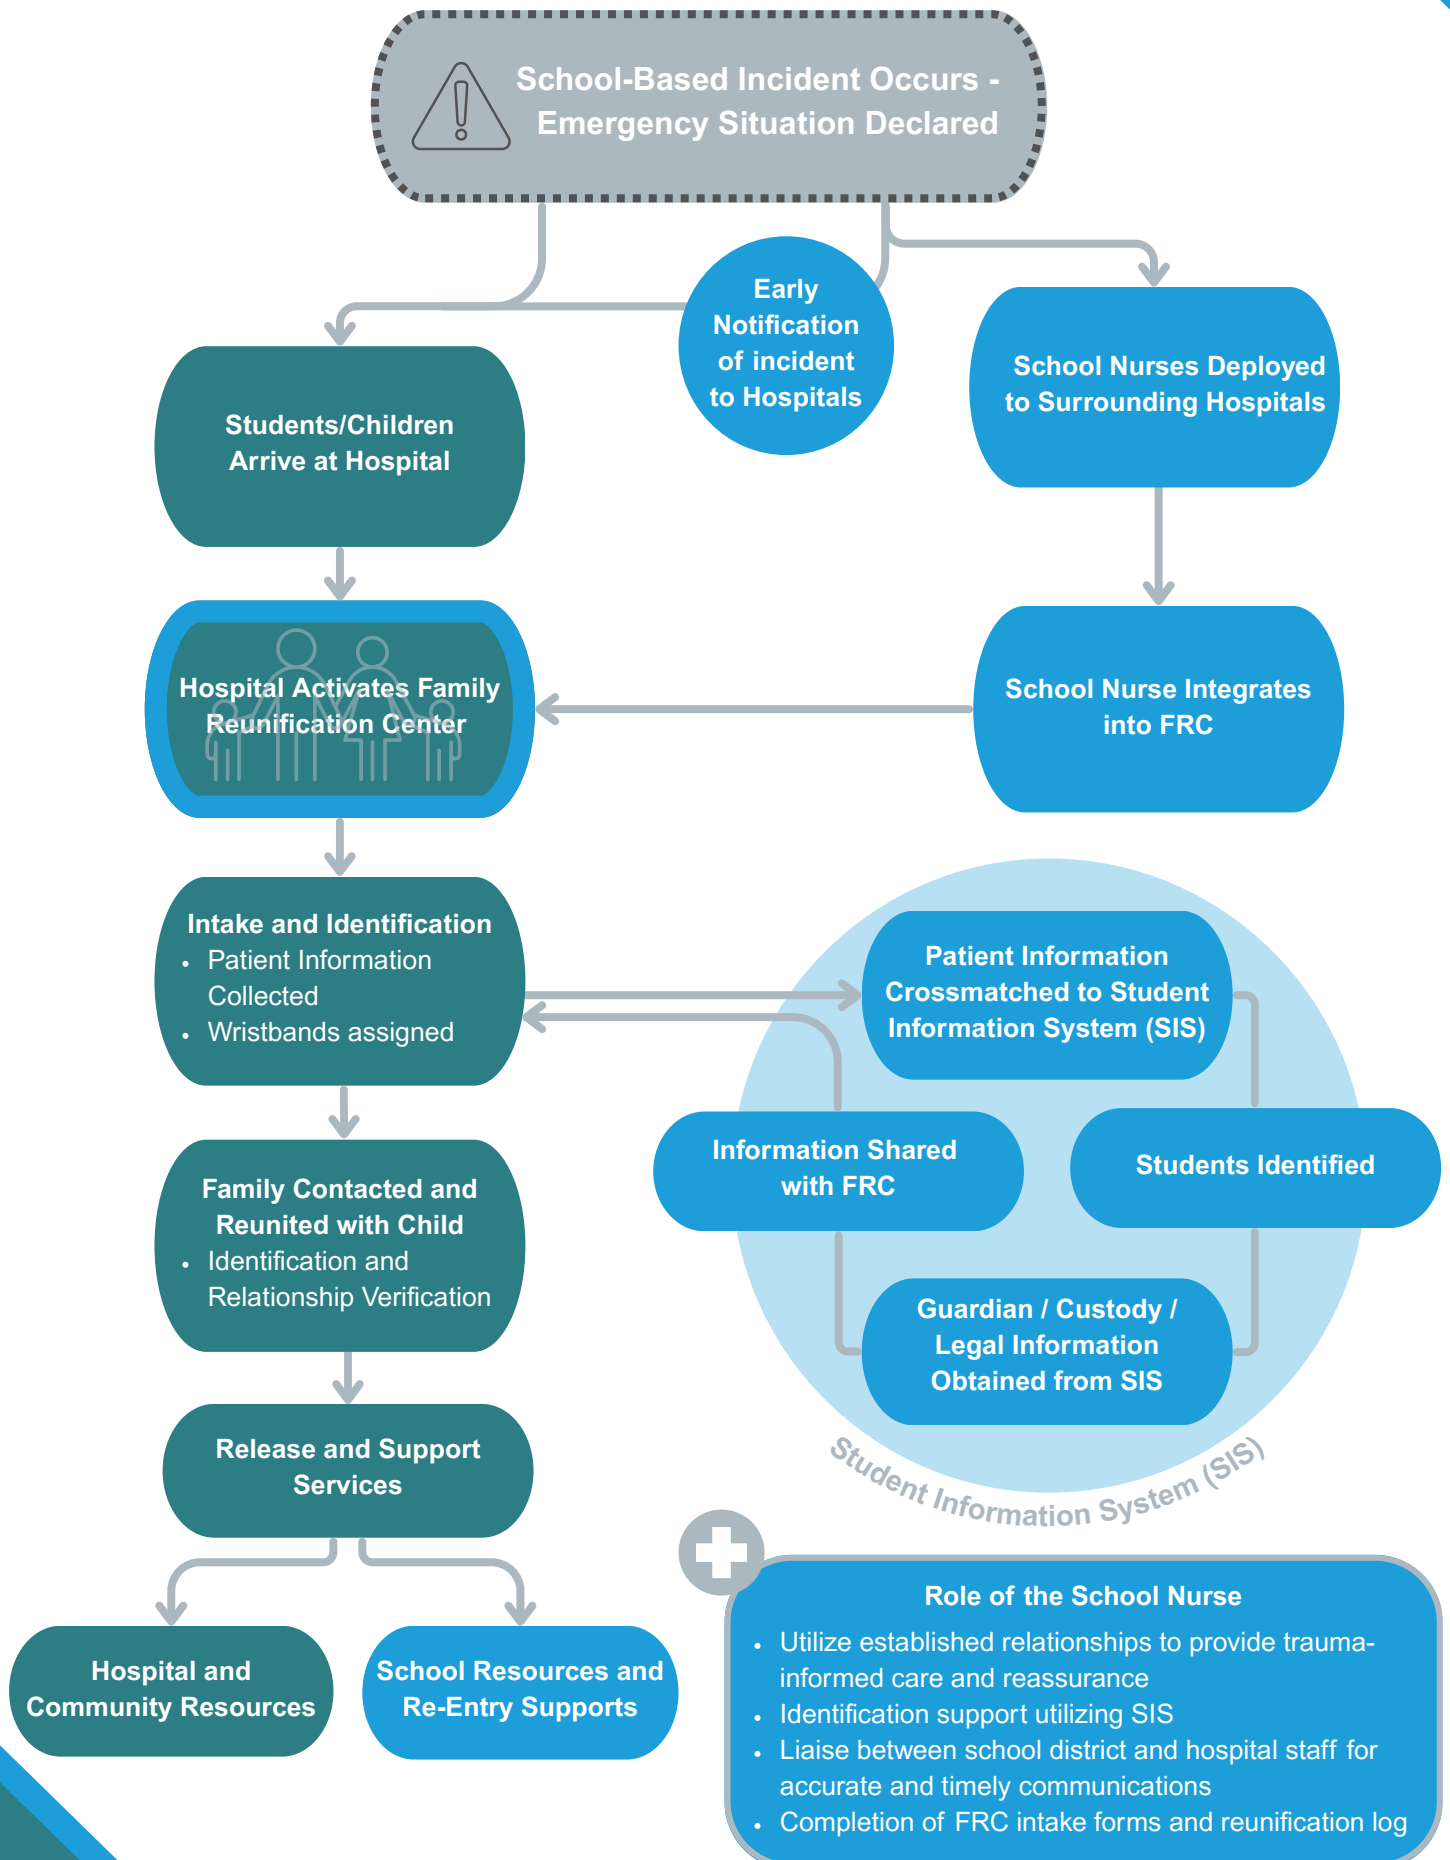 School-Based Incident Occurs -
Emergency Situation Declared
Early
Notification
of incident
to Hospitals
School Nurses Deployed
to Surrounding Hospitals
Students/Children
Arrive at Hospital
Hospital Activates Family
Reunification Center
School Nurse Integrates
into FRC
Intake and Identification
• Patient Information
Collected
• Wristbands assigned
Patient Information
Crossmatched to Student
Information System (SIS)
Information Shared
with FRC
Students Identified
Family Contacted and
Reunited with Child
• Identification and
Relationship Verification
Guardian / Custody /
Legal Information
Obtained from SIS
Student Information System (SIS)
Release and Support
Services
Hospital and
Community Resources
School Resources and
Re-Entry Supports
Role of the School Nurse
• Utilize established relationships to provide trauma-
informed care and reassurance
• Identification support utilizing SIS
• Liaise between school district and hospital staff for
accurate and timely communications
• Completion of FRC intake forms and reunification log